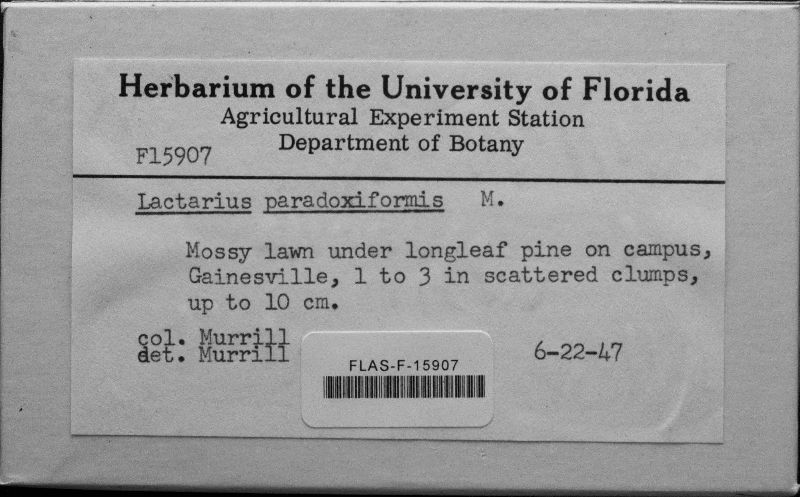 Herbarium of the University of Florida
Agricultural Experiment Station
Department of Botany
F15907
Lactarius paradoxiformis M.
Mossy lawn under longleaf pine on campus,
Gainesville, 1 to 3 in scattered clumps,
up to 10 cm.
col. Murrill
det. Murrill
6-22-47
FLAS-F-15907